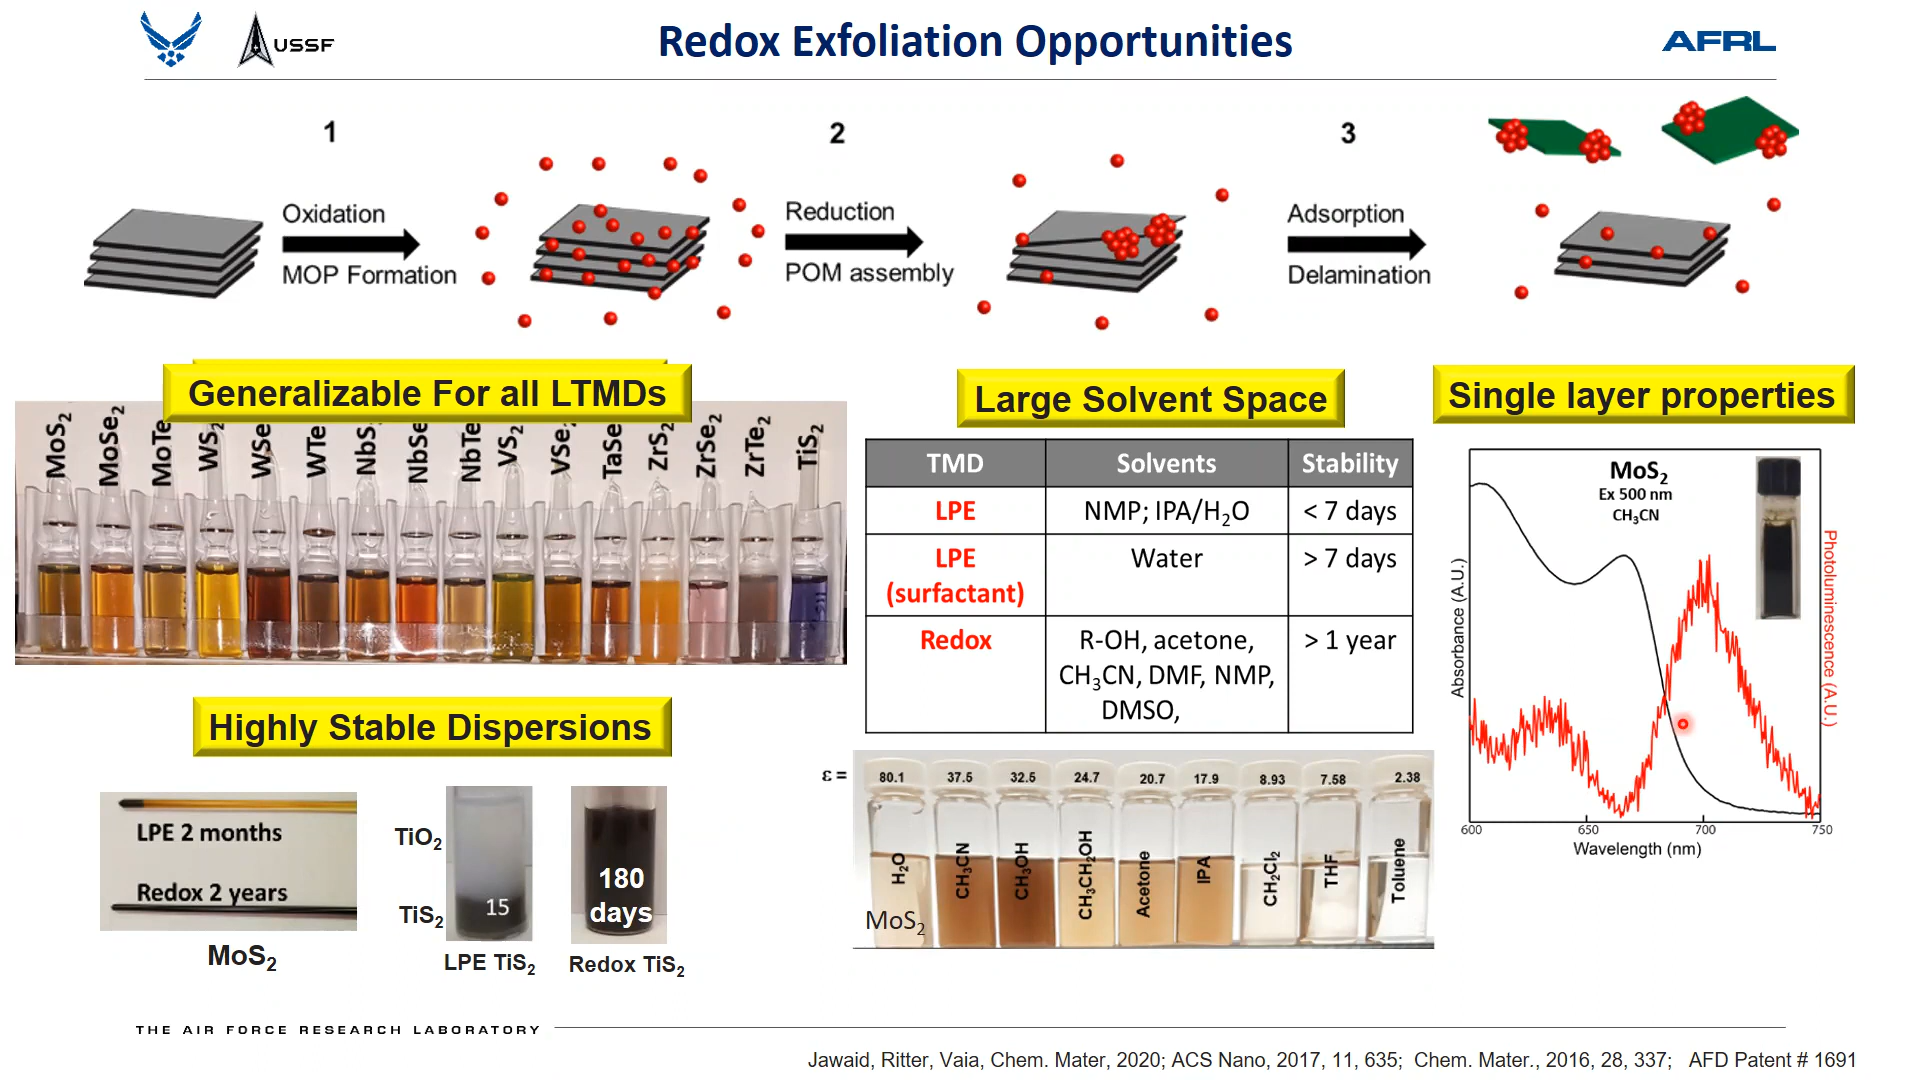 USSF
Redox Exfoliation Opportunities
AFRL
1
2
3
Oxidation
MOP Formation
Reduction
POM assembly
Adsorption
Delamination
Generalizable For all LTMDs
MoS2
MoSe2
MoTe
WS2
WSe
WTe
NbS
NbSe
NbTe
VS2
VSe2
TaSe
ZrS2
ZrSe2
ZrTe2
TiS2
Highly Stable Dispersions
LPE 2 months
Redox 2 years
MoS2
TiO2
TiS2
15
LPE TiS2
180
days
Redox TiS2
Large Solvent Space
TMD Solvents Stability
LPE NMP; IPA/H2O < 7 days
LPE Water > 7 days
(surfactant)
Redox R-OH, acetone, > 1 year
CH3CN, DMF, NMP,
DMSO,
ε = 80.1 37.5 32.5 24.7 20.7 17.9 8.93 7.58 2.38
H2O
CH3CN
CH3OH
CH3CH2OH
Acetone
IPA
CH2Cl2
THF
Toluene
MoS2
Single layer properties
MoS2
Ex 500 nm
CH3CN
Absorbance (A.U.)
Photoluminescence (A.U.)
600 650 700 750
Wavelength (nm)
THE AIR FORCE RESEARCH LABORATORY
Jawaid, Ritter, Vaia, Chem. Mater, 2020; ACS Nano, 2017, 11, 635; Chem. Mater., 2016, 28, 337; AFD Patent # 1691